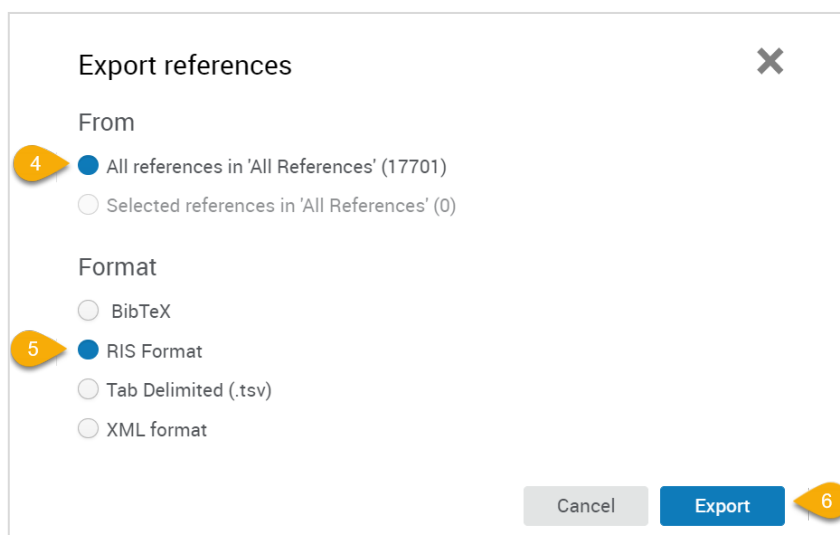 Export references
From
4 All references in 'All References' (17701)
Selected references in 'All References' (0)
Format
BibTeX
5 RIS Format
Tab Delimited (.tsv)
XML format
Cancel Export 6